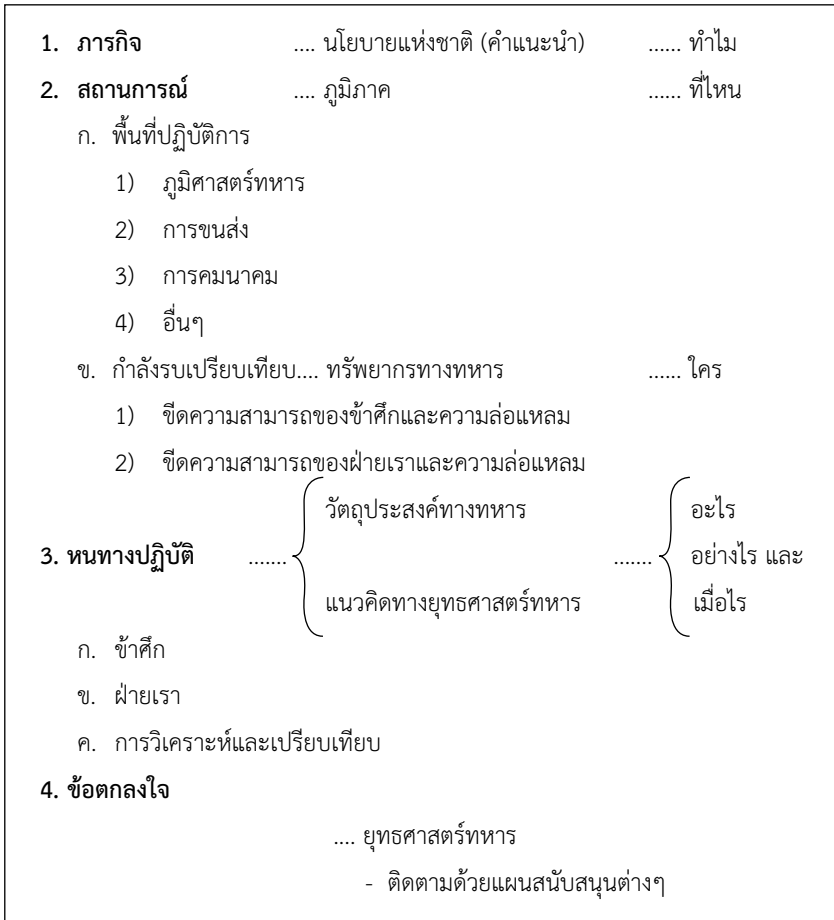 1. ภารกิจ .... นโยบายแห่งชาติ (คำแนะนำ) ...... ทำไม
2. สถานการณ์ .... ภูมิภาค ...... ที่ไหน
ก. พื้นที่ปฏิบัติการ
1) ภูมิศาสตร์ทหาร
2) การขนส่ง
3) การคมนาคม
4) อื่นๆ
ข. กำลังรบเปรียบเทียบ.... ทรัพยากรทางทหาร ...... ใคร
1) ขีดความสามารถของข้าศึกและความล่อแหลม
2) ขีดความสามารถของฝ่ายเราและความล่อแหลม
วัตถุประสงค์ทางทหาร อะไร
3. หนทางปฏิบัติ ....... ....... อย่างไร และ
แนวคิดทางยุทธศาสตร์ทหาร เมื่อไร
ก. ข้าศึก
ข. ฝ่ายเรา
ค. การวิเคราะห์และเปรียบเทียบ
4. ข้อตกลงใจ
.... ยุทธศาสตร์ทหาร
- ติดตามด้วยแผนสนับสนุนต่างๆ